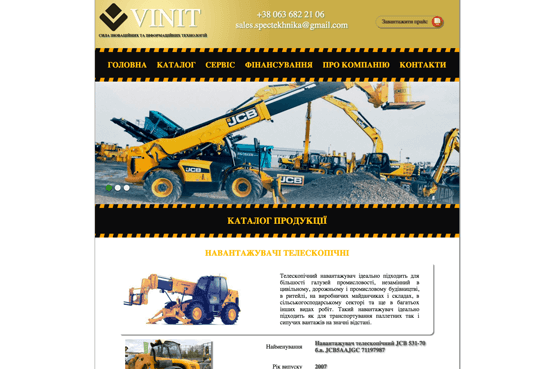 VINIT
СИЛА ІНОВАЦІЙНИХ ТА ІНФОРМАЦІЙНИХ ТЕХНОЛОГІЙ
+38 063 682 21 06
sales.spectekhnika@gmail.com
Завантажити прайс
ГОЛОВНА КАТАЛОГ СЕРВІС ФІНАНСУВАННЯ ПРО КОМПАНІЮ КОНТАКТИ
JCB
JCB
КАТАЛОГ ПРОДУКЦІЇ
НАВАНТАЖУВАЧІ ТЕЛЕСКОПІЧНІ
Телескопічний навантажувач ідеально підходить для
більшості галузей промисловості, незамінний в
цивільному, дорожньому і промисловому будівництві,
в ритейлі, на виробничих майданчиках і складах, в
сільськогосподарському секторі та ще в багатьох
інших видах робіт. Такий навантажувач ідеально
підходить як для транспортування паллетних так і
сипучих вантажів на значні відстані.
Найменування Навантажувач телескопічний JCB 531-70
б.н. JCB5AAJGC 71197987
Рік випуску 2007